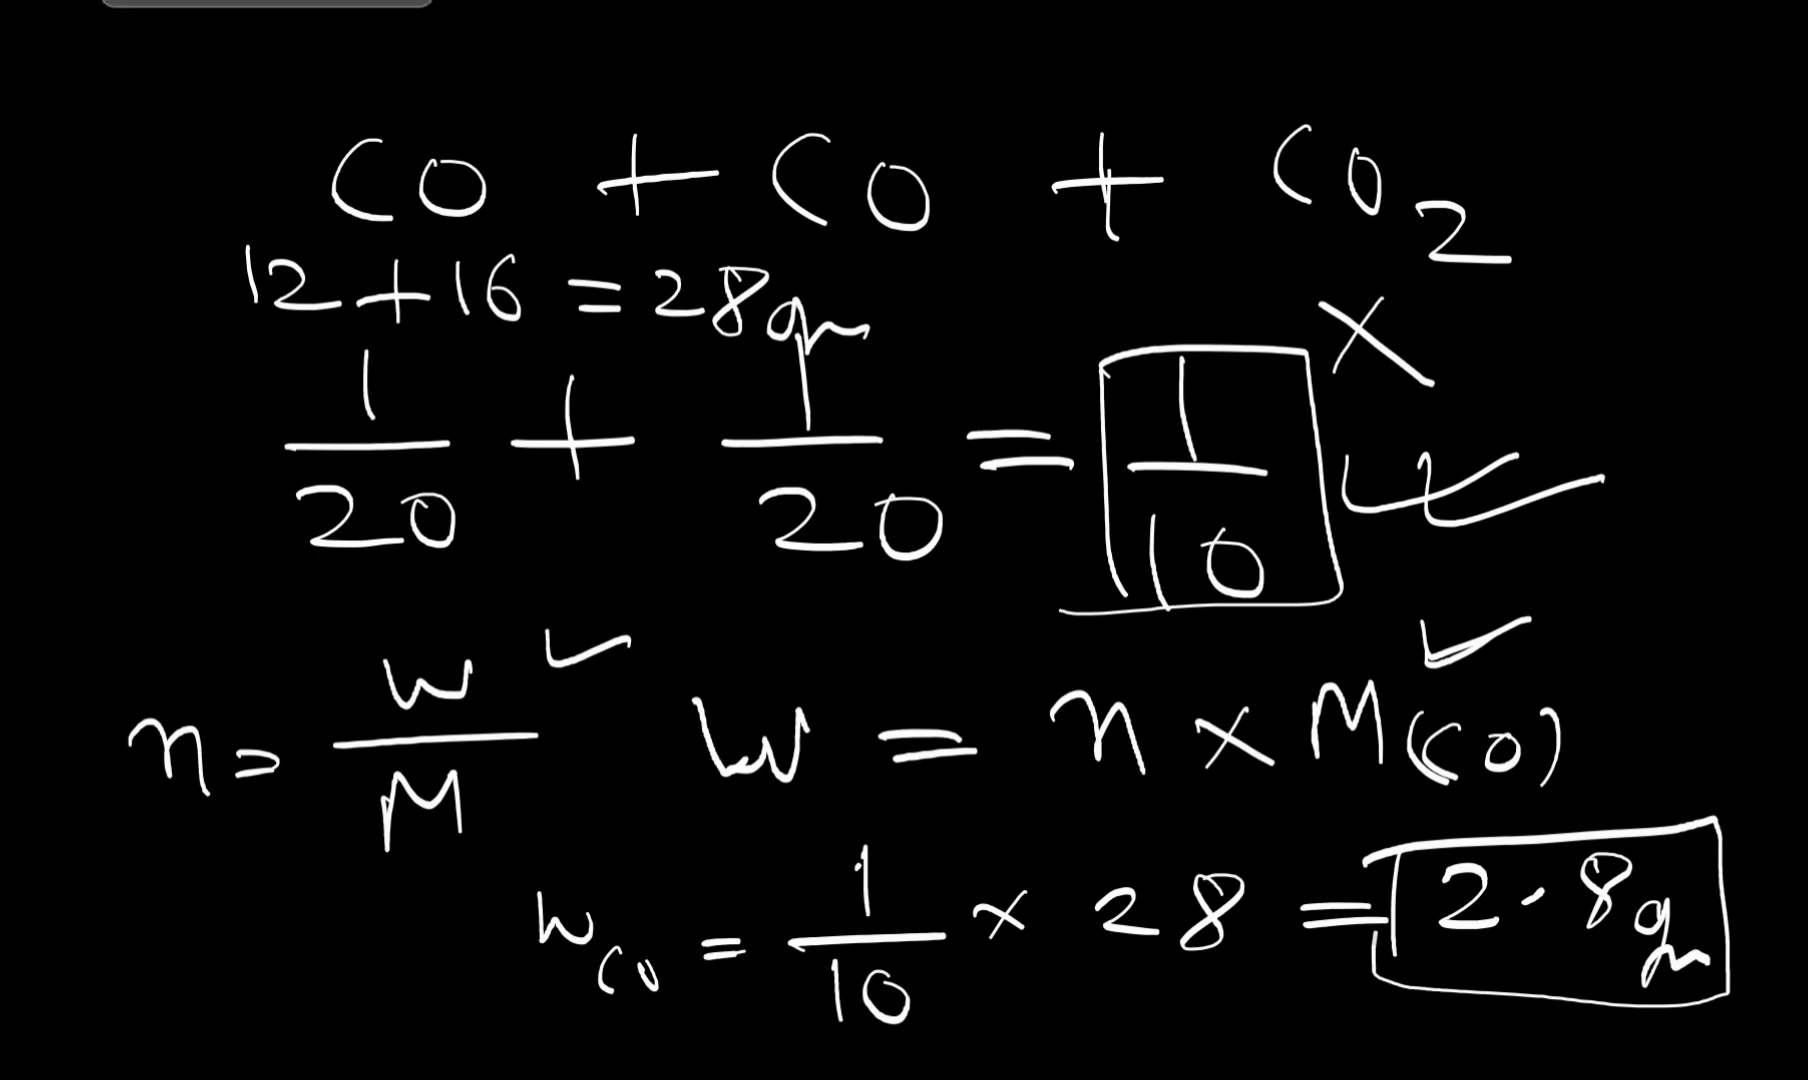 CO + CO + CO2
12 + 16 = 28gm
×
1/20 + 1/20 = 1/10
n = w/M W = n × M(CO)
wCO = 1/10 × 28 = 2.8gm